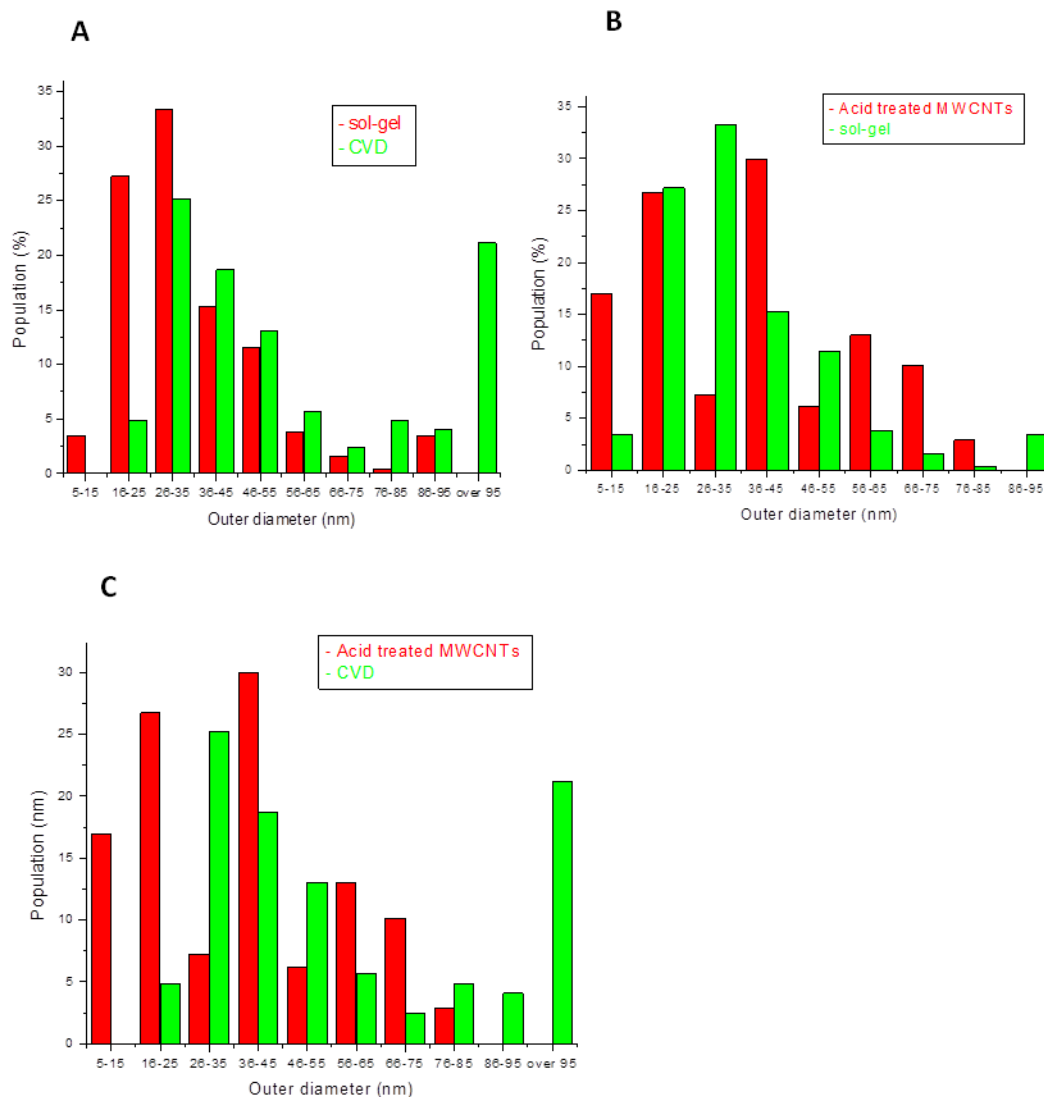 A
- sol-gel
- CVD
Population (%)
35
30
25
20
15
10
5
0
5-15 16-25 26-35 36-45 46-55 56-65 66-75 76-85 86-95 over 95
Outer diameter (nm)
B
- Acid treated MWCNTs
- sol-gel
Population (%)
35
30
25
20
15
10
5
0
5-15 16-25 26-35 36-45 46-55 56-65 66-75 76-85 86-95
Outer diameter (nm)
C
- Acid treated MWCNTs
- CVD
Population (nm)
30
25
20
15
10
5
0
5-15 16-25 26-35 36-45 46-55 56-65 66-75 76-85 86-95 over 95
Outer diameter (nm)